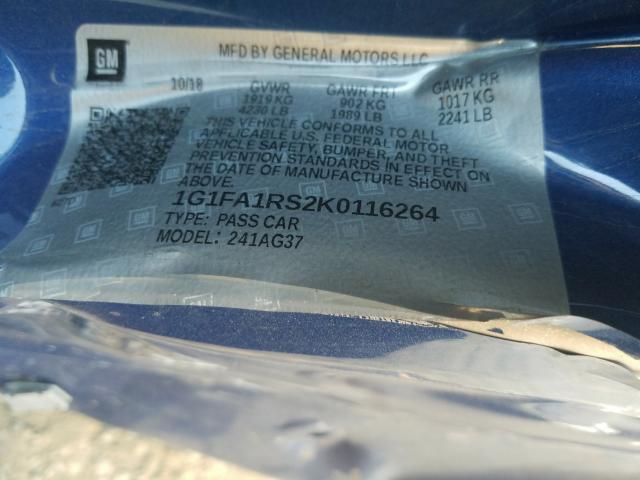 GM
MFD BY GENERAL MOTORS LLC
10/18 GVWR GAWR FRT GAWR RR
1919 KG 902 KG 1017 KG
4230 LB 1989 LB 2241 LB
THIS VEHICLE CONFORMS TO ALL
APPLICABLE U.S. FEDERAL MOTOR
VEHICLE SAFETY, BUMPER, AND THEFT
PREVENTION STANDARDS IN EFFECT ON
THE DATE OF MANUFACTURE SHOWN
ABOVE.
1G1FA1RS2K0116264
TYPE: PASS CAR
MODEL: 241AG37